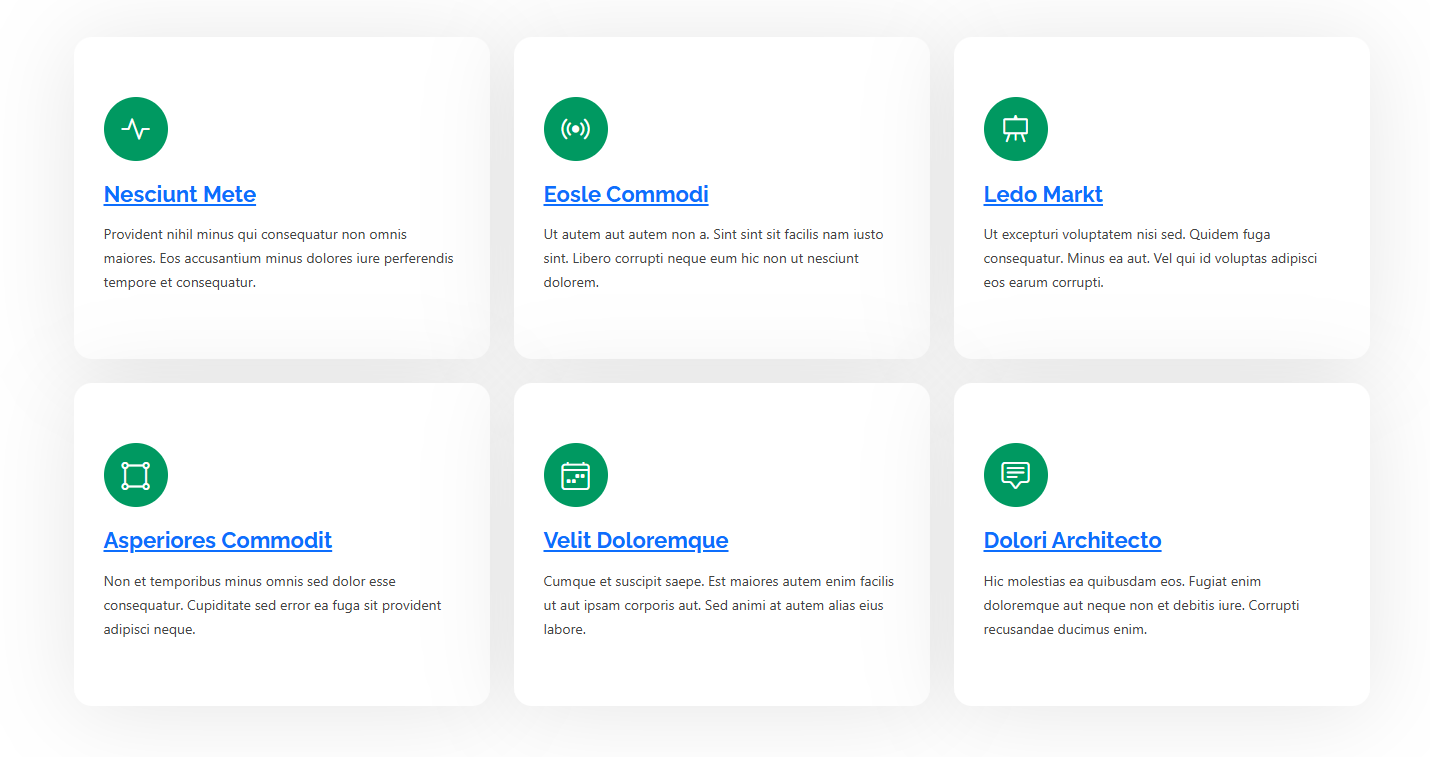 Nesciunt Mete
Provident nihil minus qui consequatur non omnis
maiores. Eos accusantium minus dolores iure perferendis
tempore et consequatur.
Eosle Commodi
Ut autem aut autem non a. Sint sint sit facilis nam iusto
sint. Libero corrupti neque eum hic non ut nesciunt
dolorem.
Ledo Markt
Ut excepturi voluptatem nisi sed. Quidem fuga
consequatur. Minus ea aut. Vel qui id voluptas adipisci
eos earum corrupti.
Asperiores Commodit
Non et temporibus minus omnis sed dolor esse
consequatur. Cupiditate sed error ea fuga sit provident
adipisci neque.
Velit Doloremque
Cumque et suscipit saepe. Est maiores autem enim facilis
ut aut ipsam corporis aut. Sed animi at autem alias eius
labore.
Dolori Architecto
Hic molestias ea quibusdam eos. Fugiat enim
doloremque aut neque non et debitis iure. Corrupti
recusandae ducimus enim.